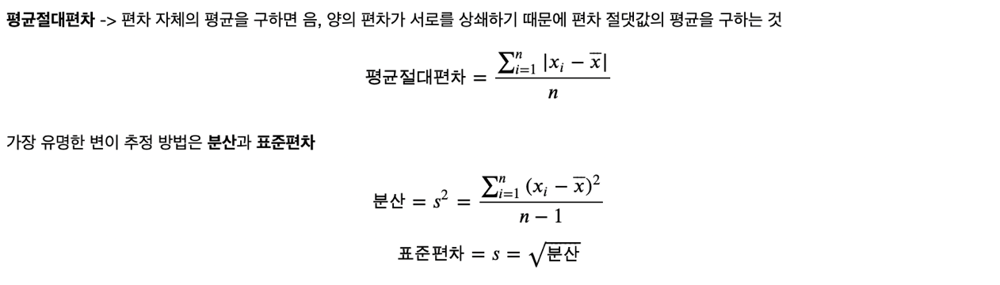 평균절대편차 -> 편차 자체의 평균을 구하면 음, 양의 편차가 서로를 상쇄하기 때문에 편차 절댓값의 평균을 구하는 것
평균절대편차 = \frac{\sum_{i=1}^{n} |x_i - \overline{x}|}{n}
가장 유명한 변이 추정 방법은 분산과 표준편차
분산 = s^2 = \frac{\sum_{i=1}^{n} (x_i - \overline{x})^2}{n - 1}
표준편차 = s = \sqrt{분산}